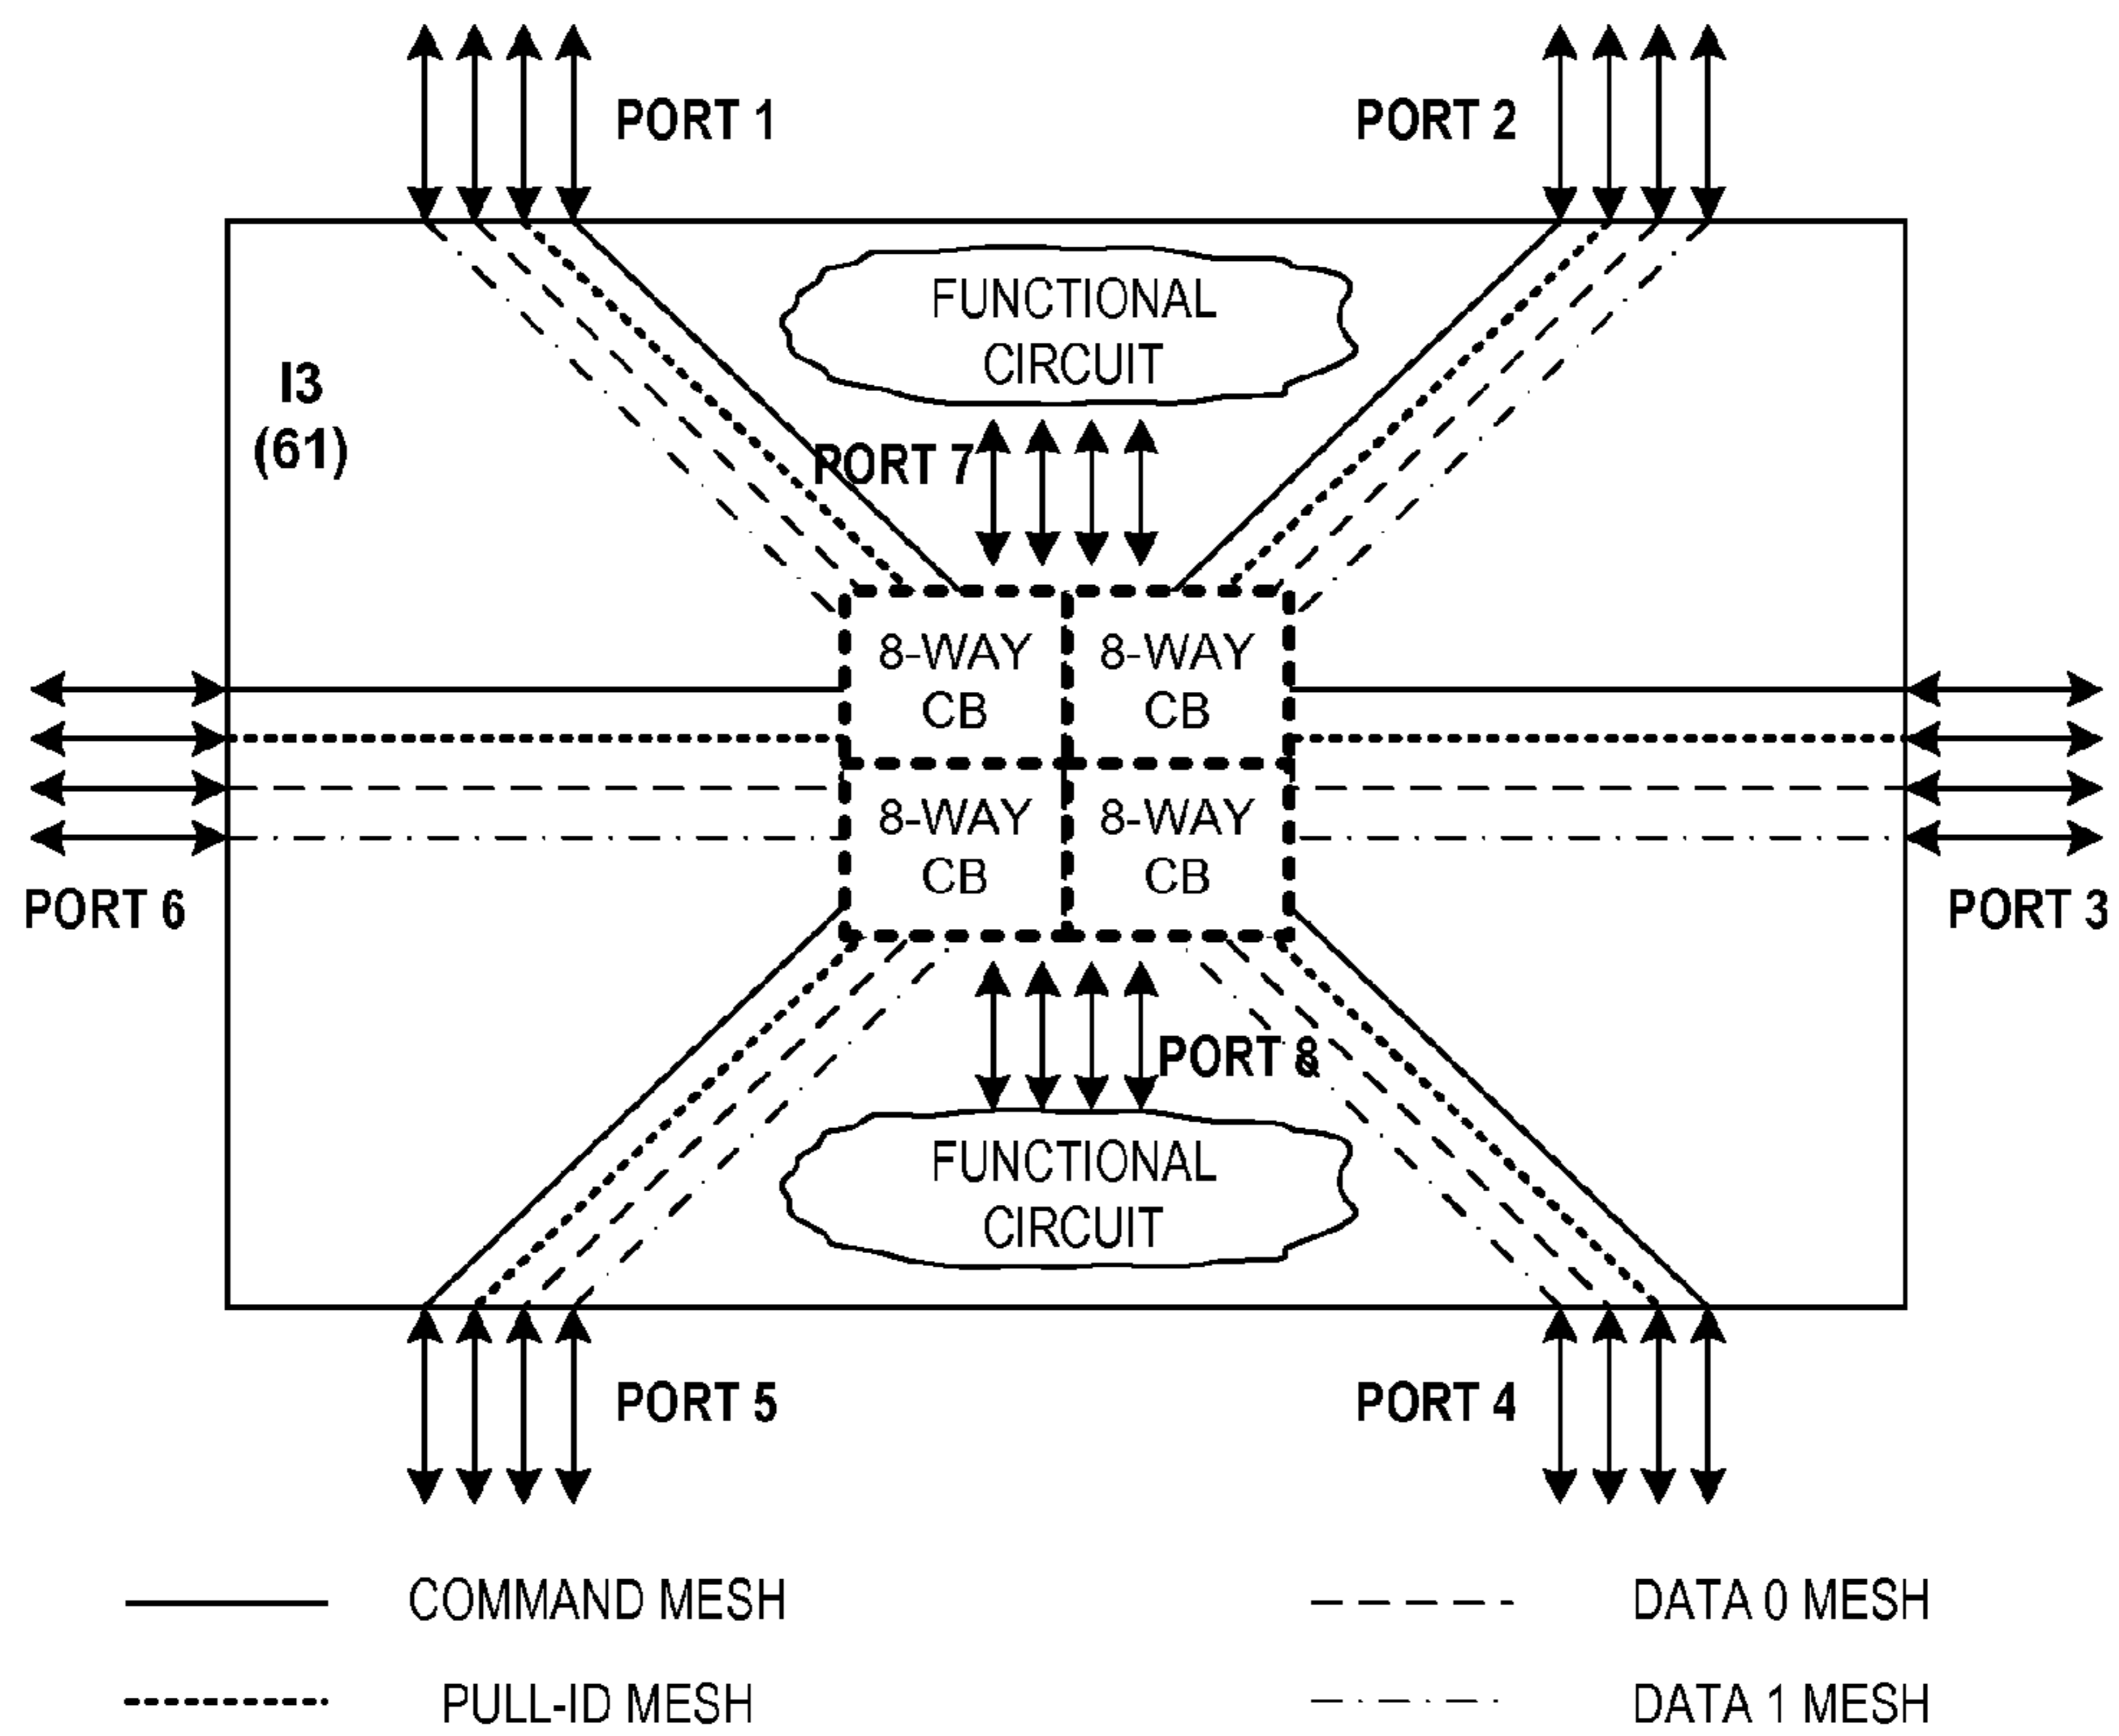 PORT 1
PORT 2
FUNCTIONAL
CIRCUIT
I3
(61)
PORT 7
8-WAY
CB
8-WAY
CB
8-WAY
CB
8-WAY
CB
PORT 6
PORT 3
PORT 8
FUNCTIONAL
CIRCUIT
PORT 5
PORT 4
COMMAND MESH
DATA 0 MESH
PULL-ID MESH
DATA 1 MESH